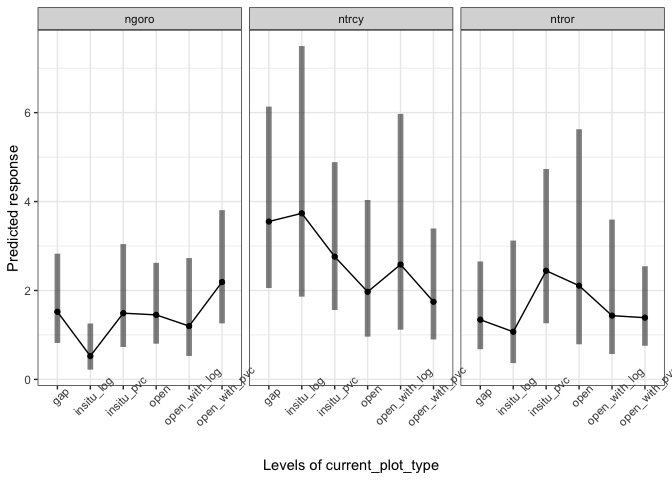 ngoro ntrcy ntror
Predicted response
6
4
2
0
gap insitu_log insitu_pvc open open_with_log open_with_pvc gap insitu_log insitu_pvc open open_with_log open_with_pvc gap insitu_log insitu_pvc open open_with_log open_with_pvc
Levels of current_plot_type